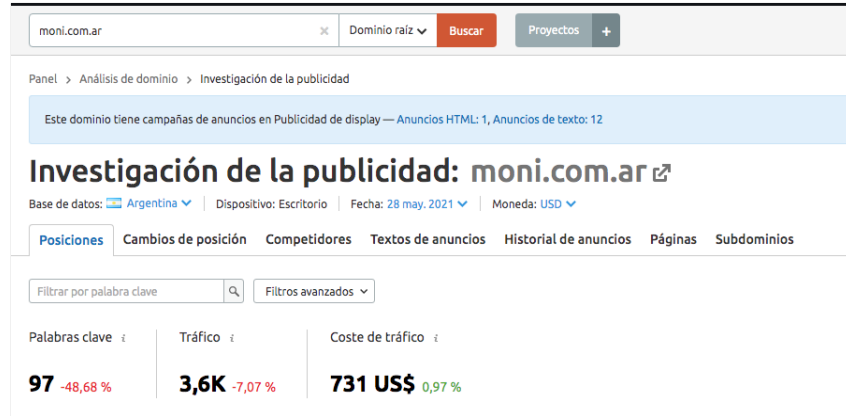 moni.com.ar × Dominio raíz Buscar Proyectos +
Panel > Análisis de dominio > Investigación de la publicidad
Este dominio tiene campañas de anuncios en Publicidad de display — Anuncios HTML: 1, Anuncios de texto: 12
Investigación de la publicidad: moni.com.ar
Base de datos: Argentina Dispositivo: Escritorio Fecha: 28 may. 2021 Moneda: USD
Posiciones Cambios de posición Competidores Textos de anuncios Historial de anuncios Páginas Subdominios
Filtrar por palabra clave Filtros avanzados
Palabras clave i Tráfico i Coste de tráfico i
97 -48,68 % 3,6K -7,07 % 731 US$ 0,97 %